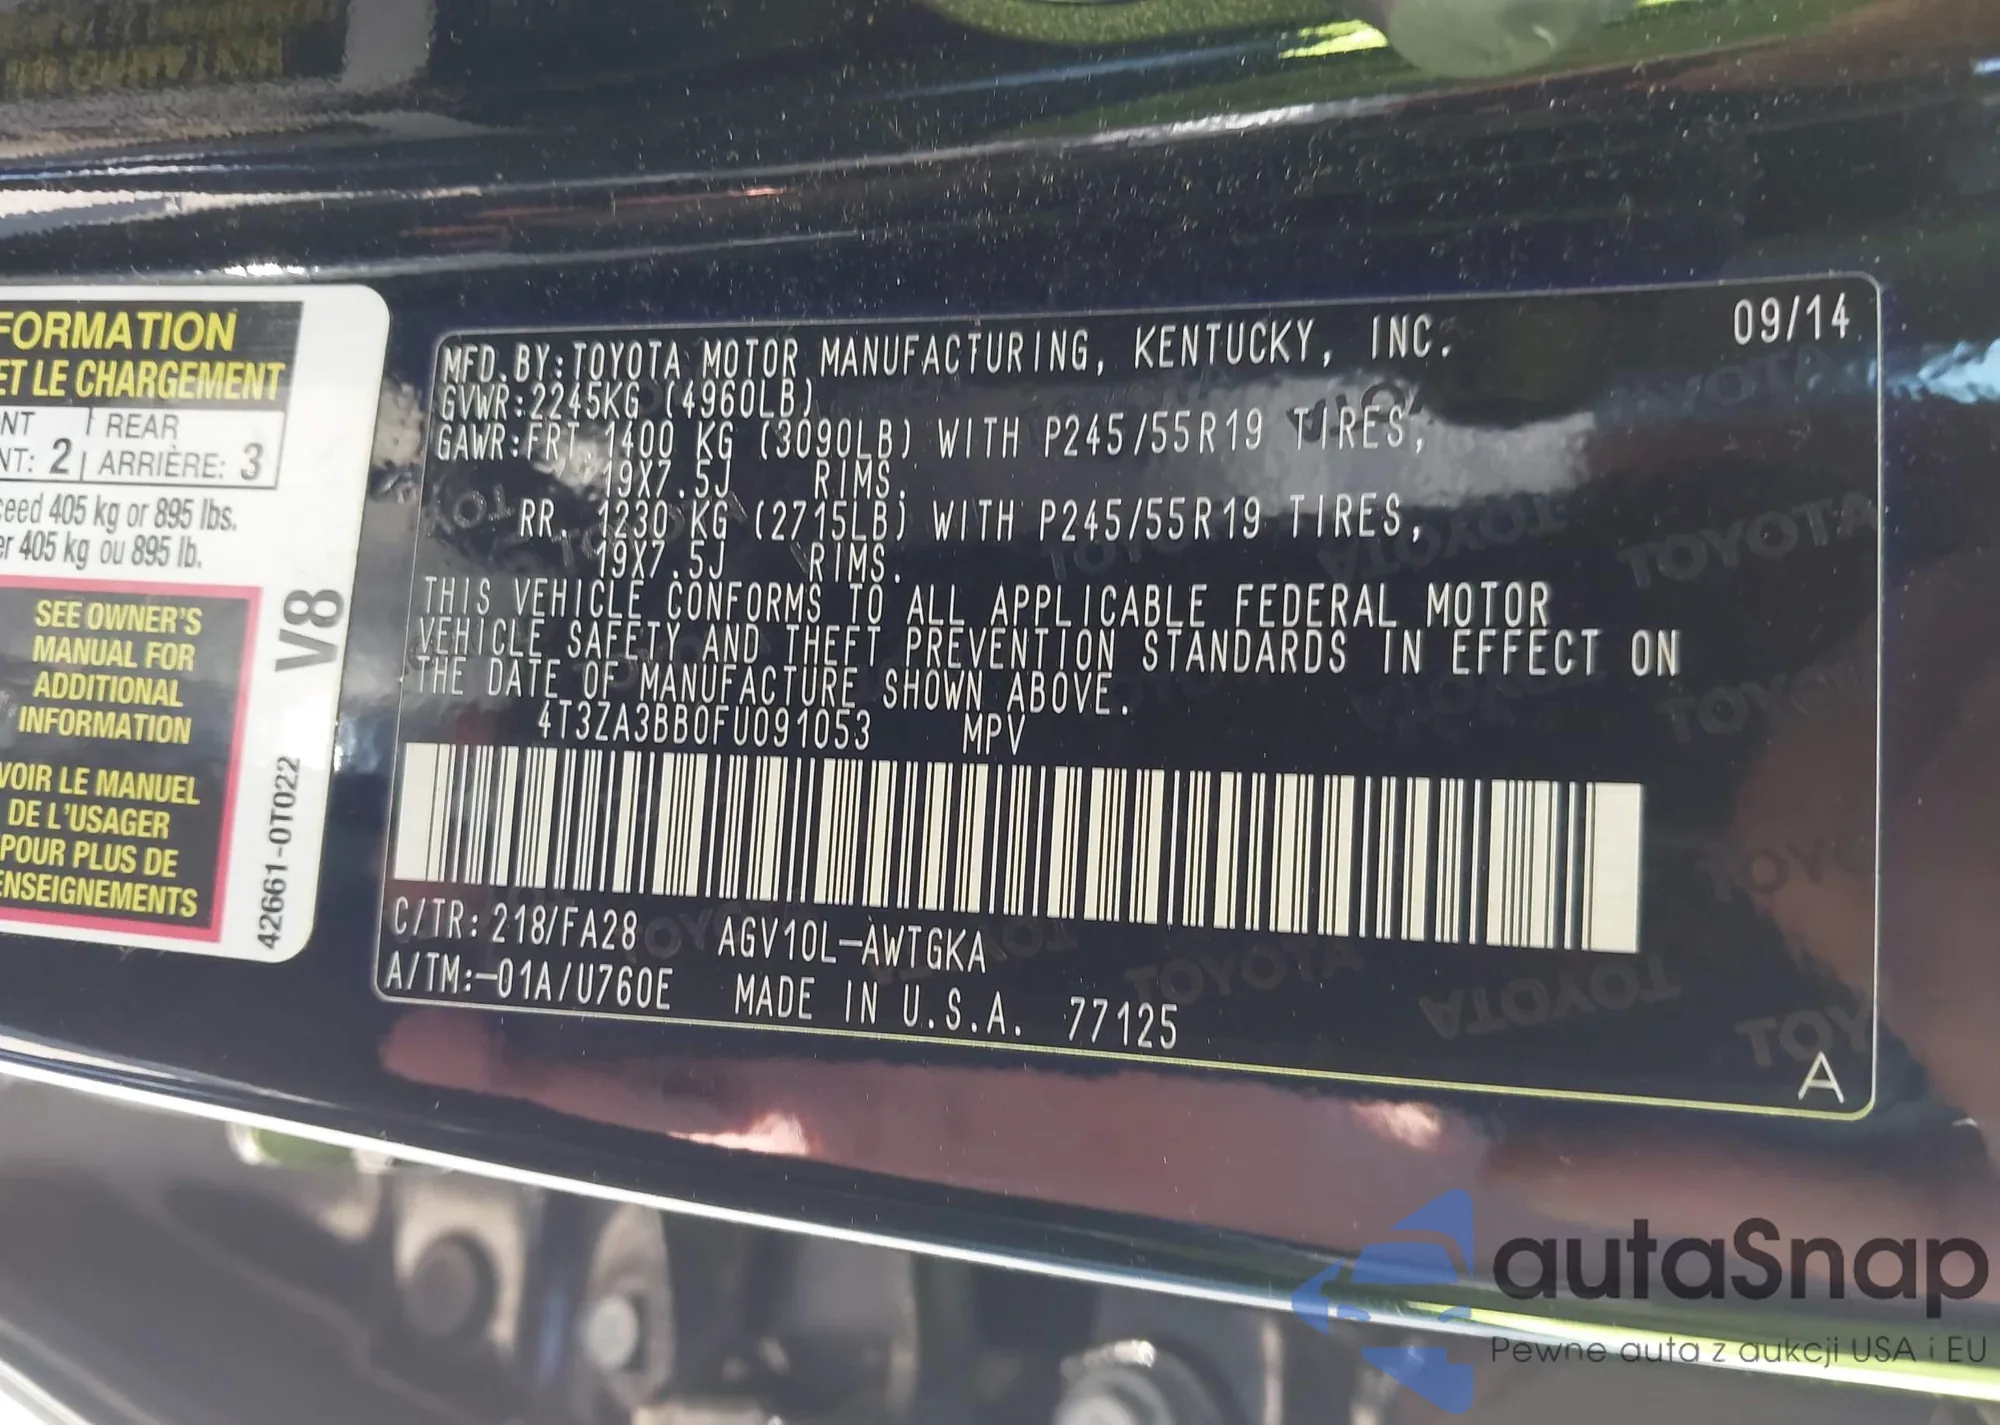 FORMATION
ET LE CHARGEMENT
NT REAR
NT: 2 ARRIÈRE: 3
ceed 405 kg or 895 lbs.
er 405 kg ou 895 lb.
SEE OWNER'S
MANUAL FOR
ADDITIONAL
INFORMATION
VOIR LE MANUEL
DE L'USAGER
POUR PLUS DE
ENSEIGNEMENTS
V8
42661-0T022
09/14
MFD.BY:TOYOTA MOTOR MANUFACTURING, KENTUCKY, INC.
GVWR:2245KG (4960LB)
GAWR:FRT. 1400 KG (3090LB) WITH P245/55R19 TIRES,
19X7.5J RIMS.
RR. 1230 KG (2715LB) WITH P245/55R19 TIRES,
19X7.5J RIMS.
THIS VEHICLE CONFORMS TO ALL APPLICABLE FEDERAL MOTOR
VEHICLE SAFETY AND THEFT PREVENTION STANDARDS IN EFFECT ON
THE DATE OF MANUFACTURE SHOWN ABOVE.
4T3ZA3BB0FU091053 MPV
C/TR:218/FA28 AGV10L-AWTGKA
A/TM:-01A/U760E MADE IN U.S.A. 77125
A
autaSnap
Pewne auta z aukcji USA i EU